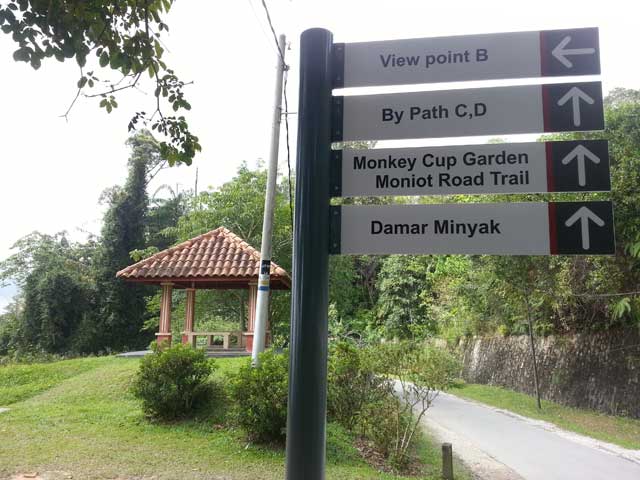 View point B
By Path C,D
Monkey Cup Garden
Moniot Road Trail
Damar Minyak